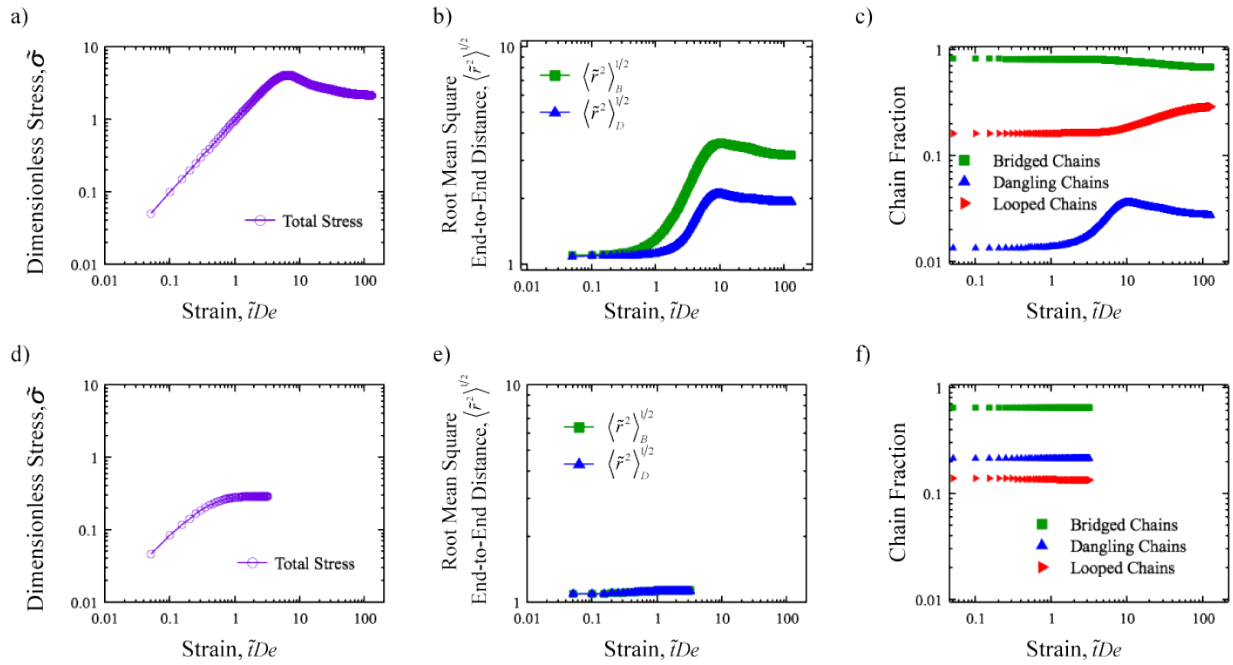 a)
Dimensionless Stress, σ̃
10
1
0.1
0.01
0.01 0.1 1 10 100
Total Stress
Strain, t̃De
b)
Root Mean Square
End-to-End Distance, ⟨r̃²⟩^1/2
10
1
⟨r̃²⟩_B^1/2
⟨r̃²⟩_D^1/2
0.01 0.1 1 10 100
Strain, t̃De
c)
Chain Fraction
1
0.1
0.01
Bridged Chains
Dangling Chains
Looped Chains
0.1 1 10 100
Strain, t̃De
d)
Dimensionless Stress, σ̃
10
1
0.1
0.01
0.01 0.1 1 10 100
Total Stress
Strain, t̃De
e)
Root Mean Square
End-to-End Distance, ⟨r̃²⟩^1/2
10
1
⟨r̃²⟩_B^1/2
⟨r̃²⟩_D^1/2
0.01 0.1 1 10 100
Strain, t̃De
f)
Chain Fraction
1
0.1
0.01
Bridged Chains
Dangling Chains
Looped Chains
0.1 1 10 100
Strain, t̃De